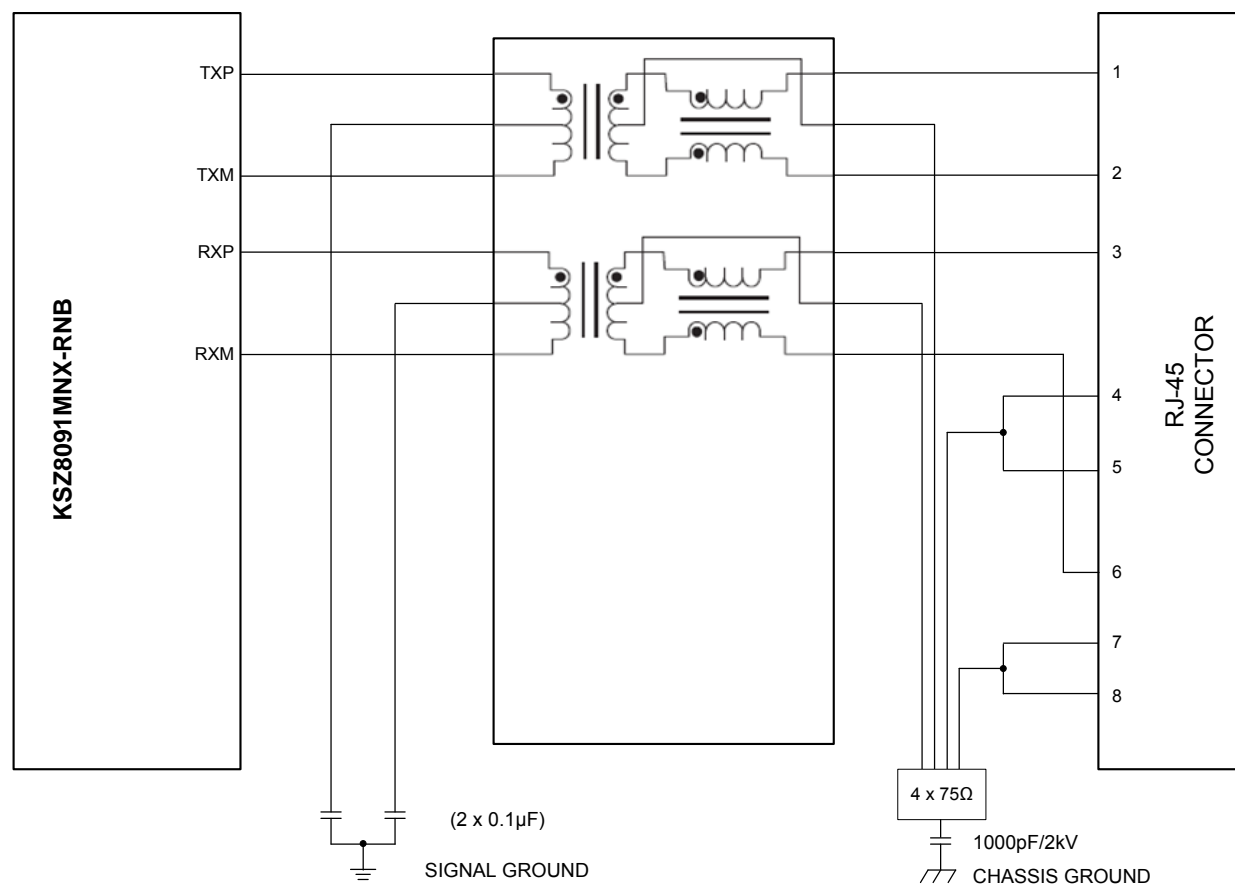 KSZ8091MNX-RNB
TXP
TXM
RXP
RXM
1
2
3
4
5
6
7
8
RJ-45
CONNECTOR
(2 x 0.1µF)
SIGNAL GROUND
4 x 75Ω
1000pF/2kV
CHASSIS GROUND